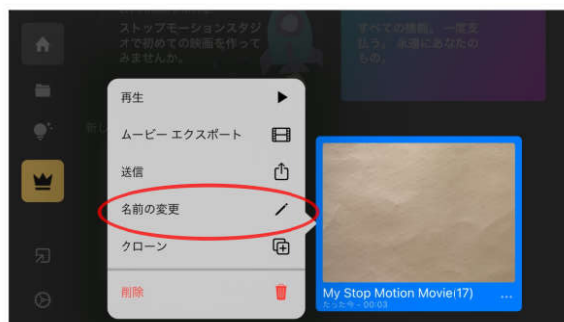 ストップモーションスタジ
オで初めての映画を作って
みませんか。
すべての機能。一度支
払う。永遠にあなたの
もの。
新し
再生
ムービー エクスポート
送信
名前の変更
クローン
削除
My Stop Motion Movie(17)
たった今 - 00:03